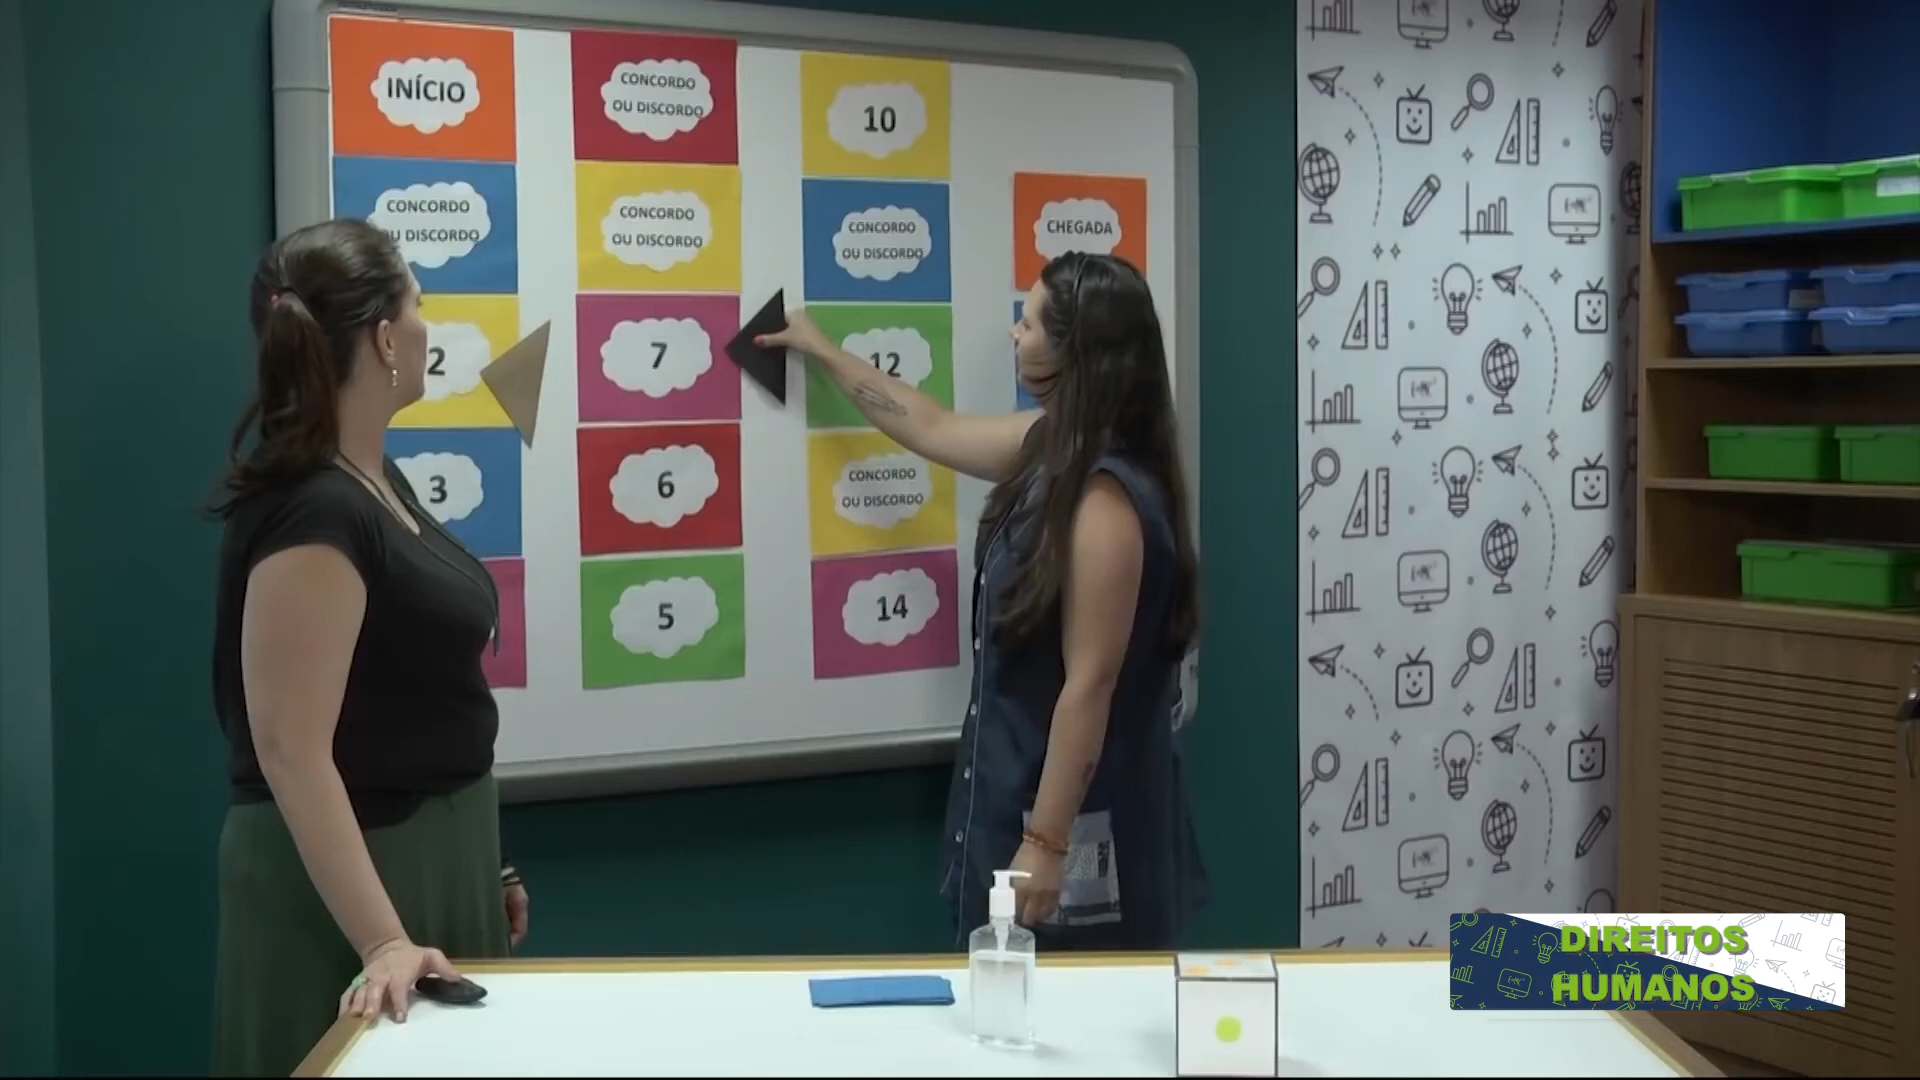 INÍCIO
CONCORDO
OU DISCORDO
2
3
CONCORDO
OU DISCORDO
CONCORDO
OU DISCORDO
7
6
5
10
CONCORDO
OU DISCORDO
12
CONCORDO
OU DISCORDO
14
CHEGADA
DIREITOS
HUMANOS